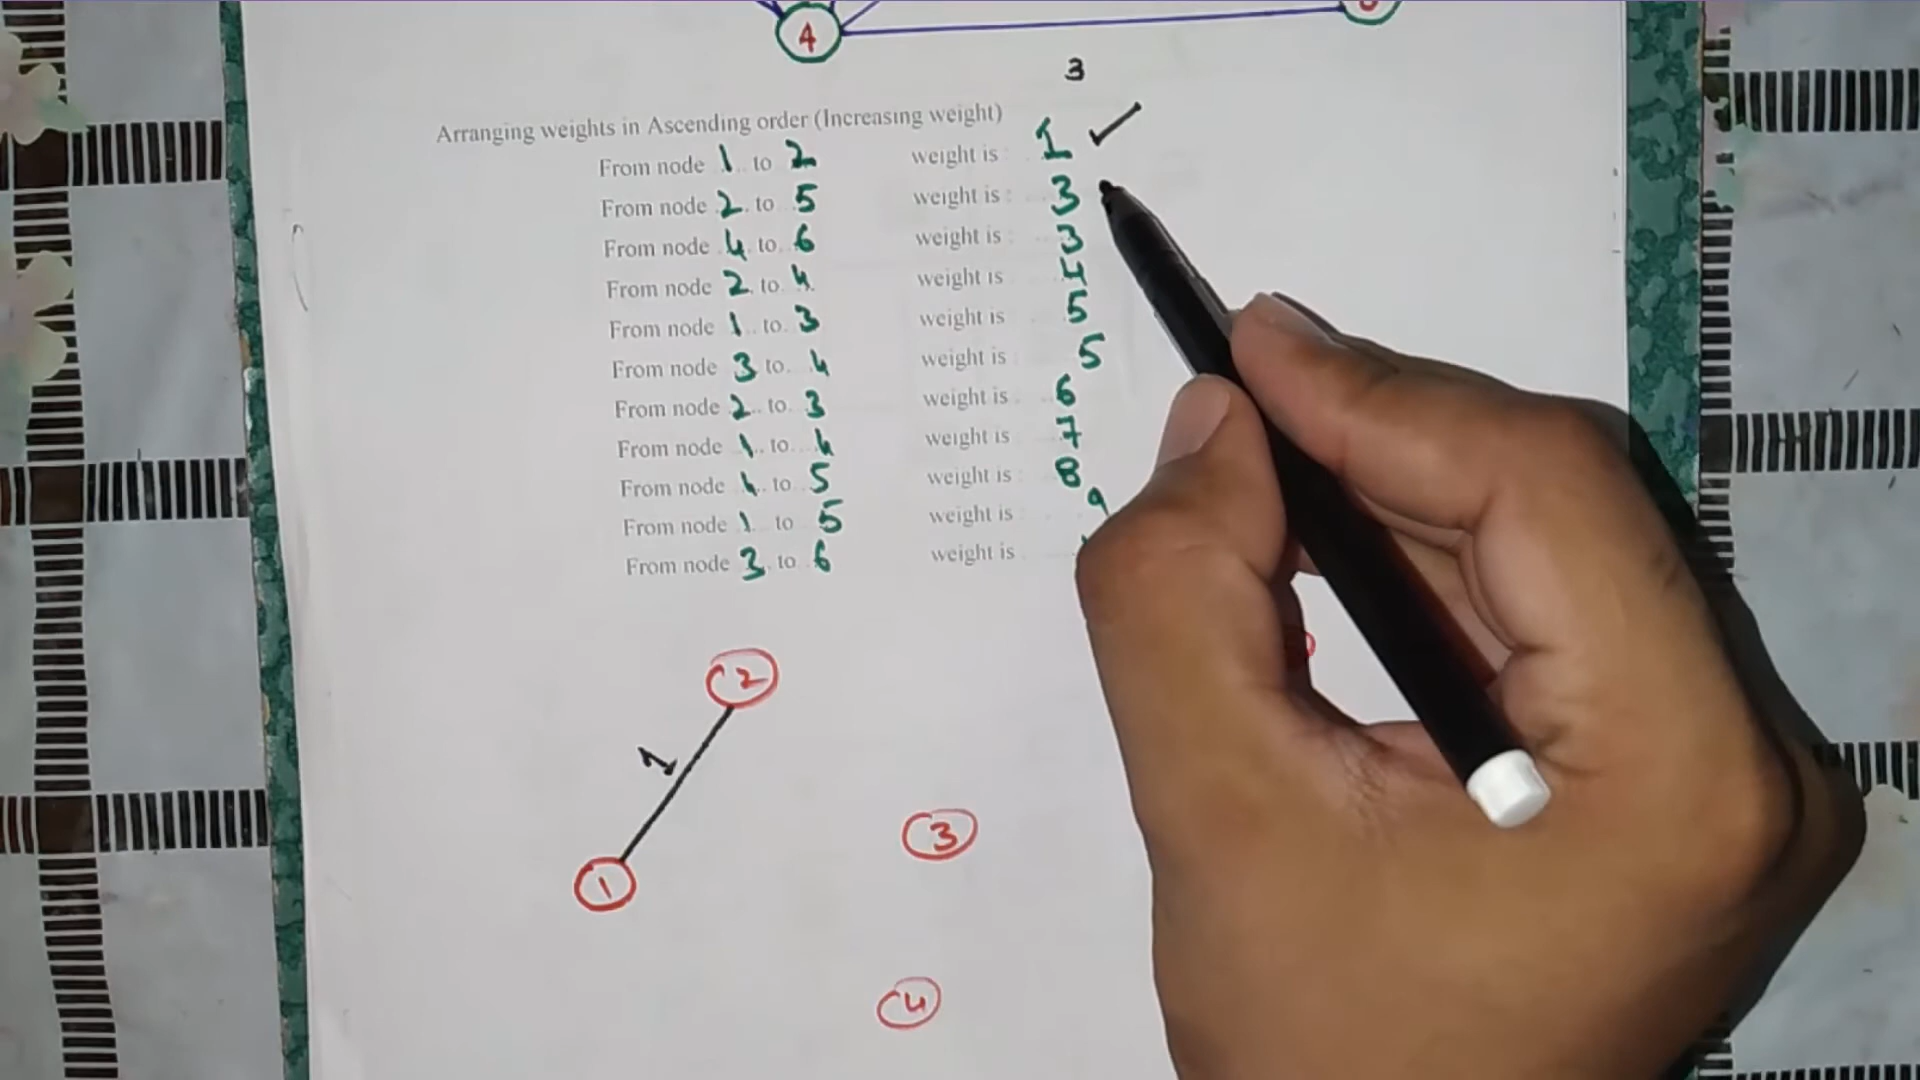 4
3
Arranging weights in Ascending order (Increasing weight)
From node 1 to 2 weight is : 1 ✓
From node 2 to 5 weight is : 3
From node 4 to 6 weight is : 3
From node 2 to 4 weight is 4
From node 1 to 3 weight is 5
From node 3 to 4 weight is 5
From node 2 to 3 weight is 6
From node 1 to 4 weight is 7
From node 4 to 5 weight is : 8
From node 1 to 5 weight is : 9
From node 3 to 6 weight is
2
1
3
1
4